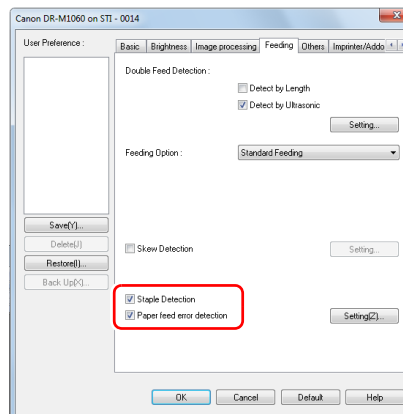 Canon DR-M1060 on STI - 0014
User Preference :
Basic Brightness Image processing Feeding Others Imprinter/Addo
Double Feed Detection :
Detect by Length
Detect by Ultrasonic
Setting...
Feeding Option :
Standard Feeding
Save(Y)...
Delete(J)
Skew Detection
Setting...
Restore(I)...
Back Up(X)...
Staple Detection
Paper feed error detection
Setting(Z)...
OK Cancel Default Help